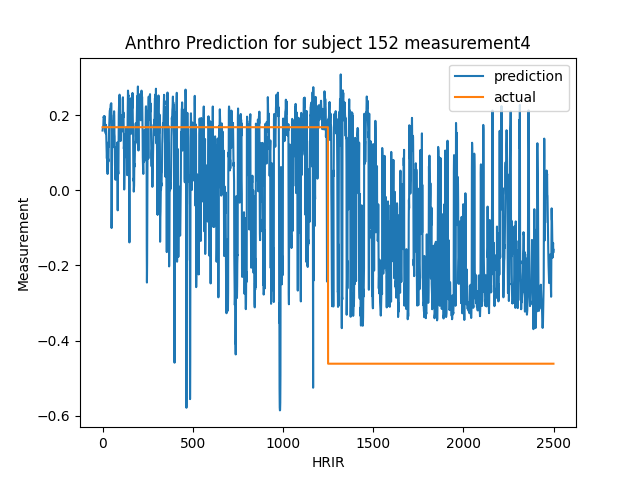 Anthro Prediction for subject 152 measurement4
prediction
actual
0.2
0.0
−0.2
−0.4
−0.6
Measurement
0
500
1000
1500
2000
2500
HRIR